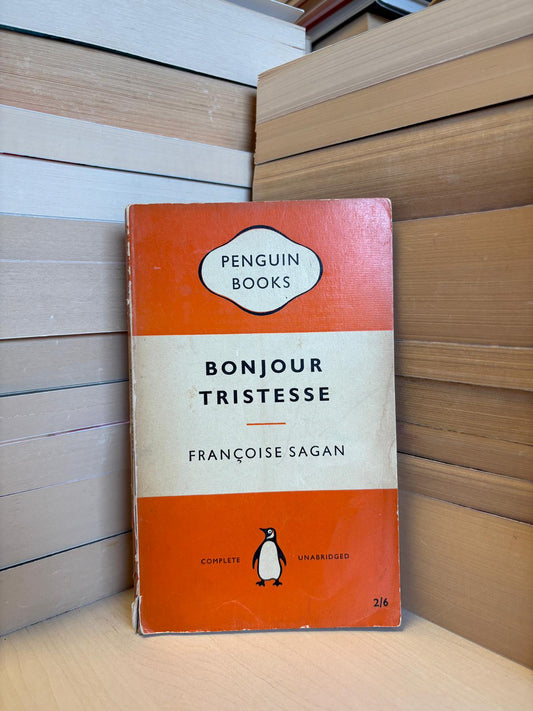 PENGUIN
BOOKS
BONJOUR
TRISTESSE
FRANÇOISE SAGAN
COMPLETE UNABRIDGED
2/6